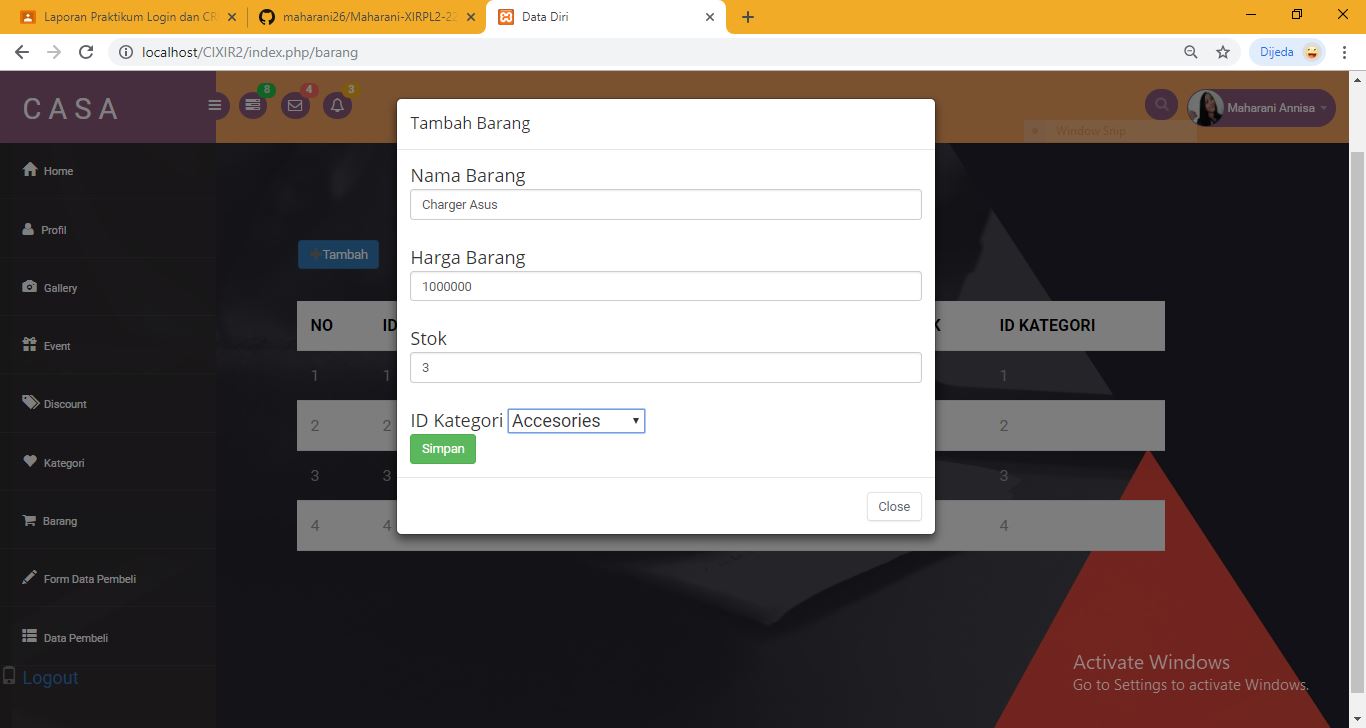 Laporan Praktikum Login dan CR
maharani26/Maharani-XIRPL2-22
Data Diri
localhost/CIXIR2/index.php/barang
Dijeda
CASA
8
4
3
Maharani Annisa
Window Snip
Home
Profil
Gallery
Event
Discount
Kategori
Barang
Form Data Pembeli
Data Pembeli
Logout
Tambah
NO ID K ID KATEGORI
1 1 1
2 2 2
3 3 3
4 4 4
Tambah Barang
Nama Barang
Charger Asus
Harga Barang
1000000
Stok
3
ID Kategori Accesories
Simpan
Close
Activate Windows
Go to Settings to activate Windows.